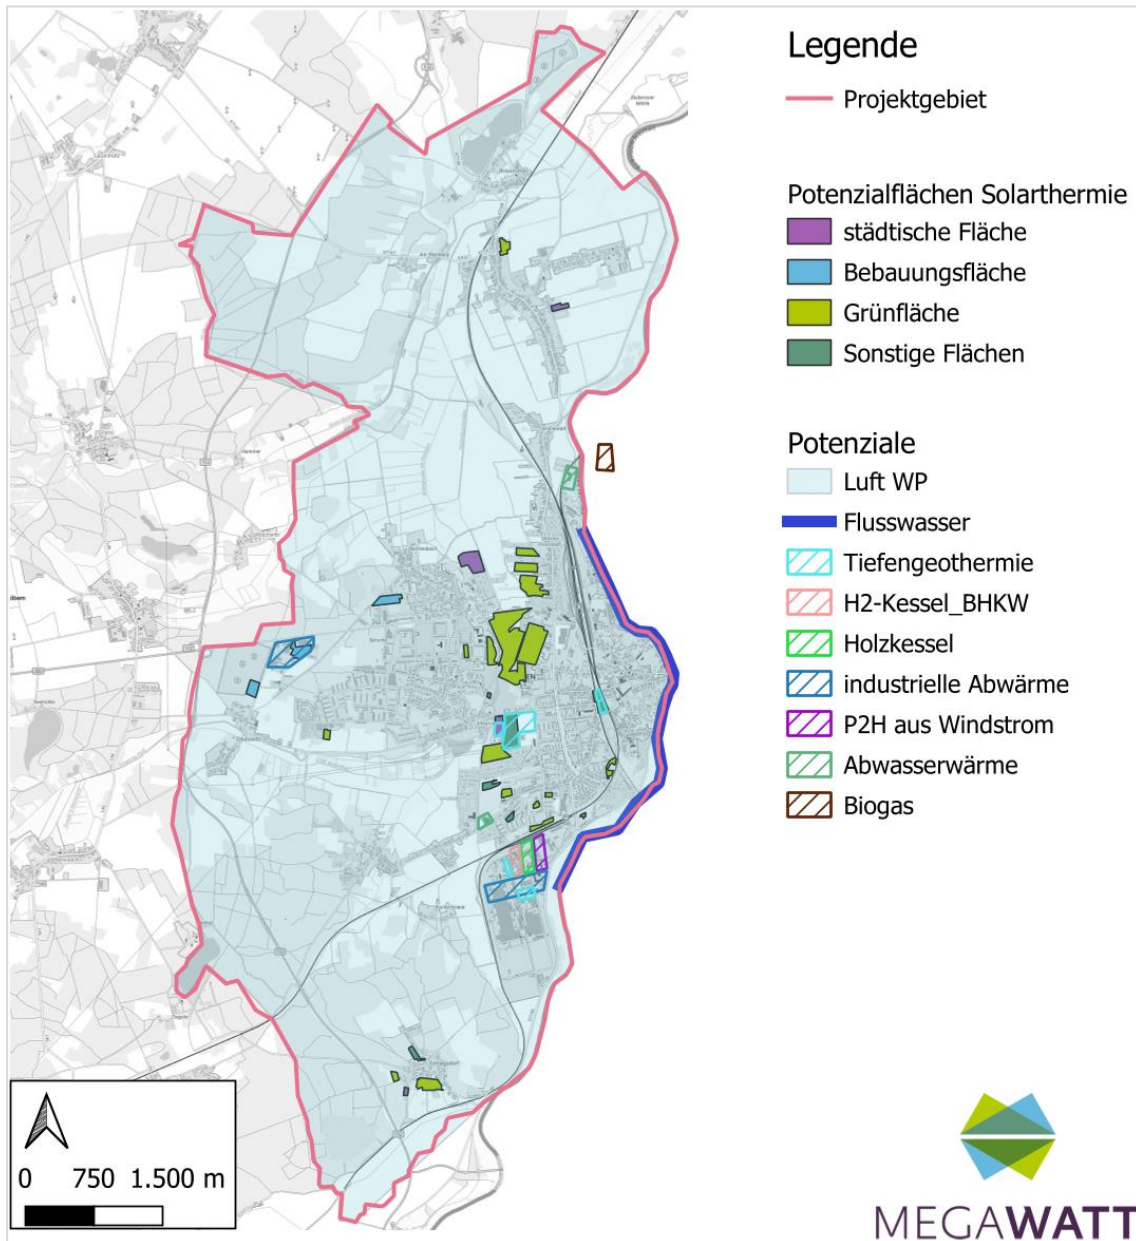 Legende
Projektgebiet
Potenzialflächen Solarthermie
städtische Fläche
Bebauungsfläche
Grünfläche
Sonstige Flächen
Potenziale
Luft WP
Flusswasser
Tiefengeothermie
H2-Kessel_BHKW
Holzkessel
industrielle Abwärme
P2H aus Windstrom
Abwasserwärme
Biogas
0 750 1.500 m
MEGAWATT